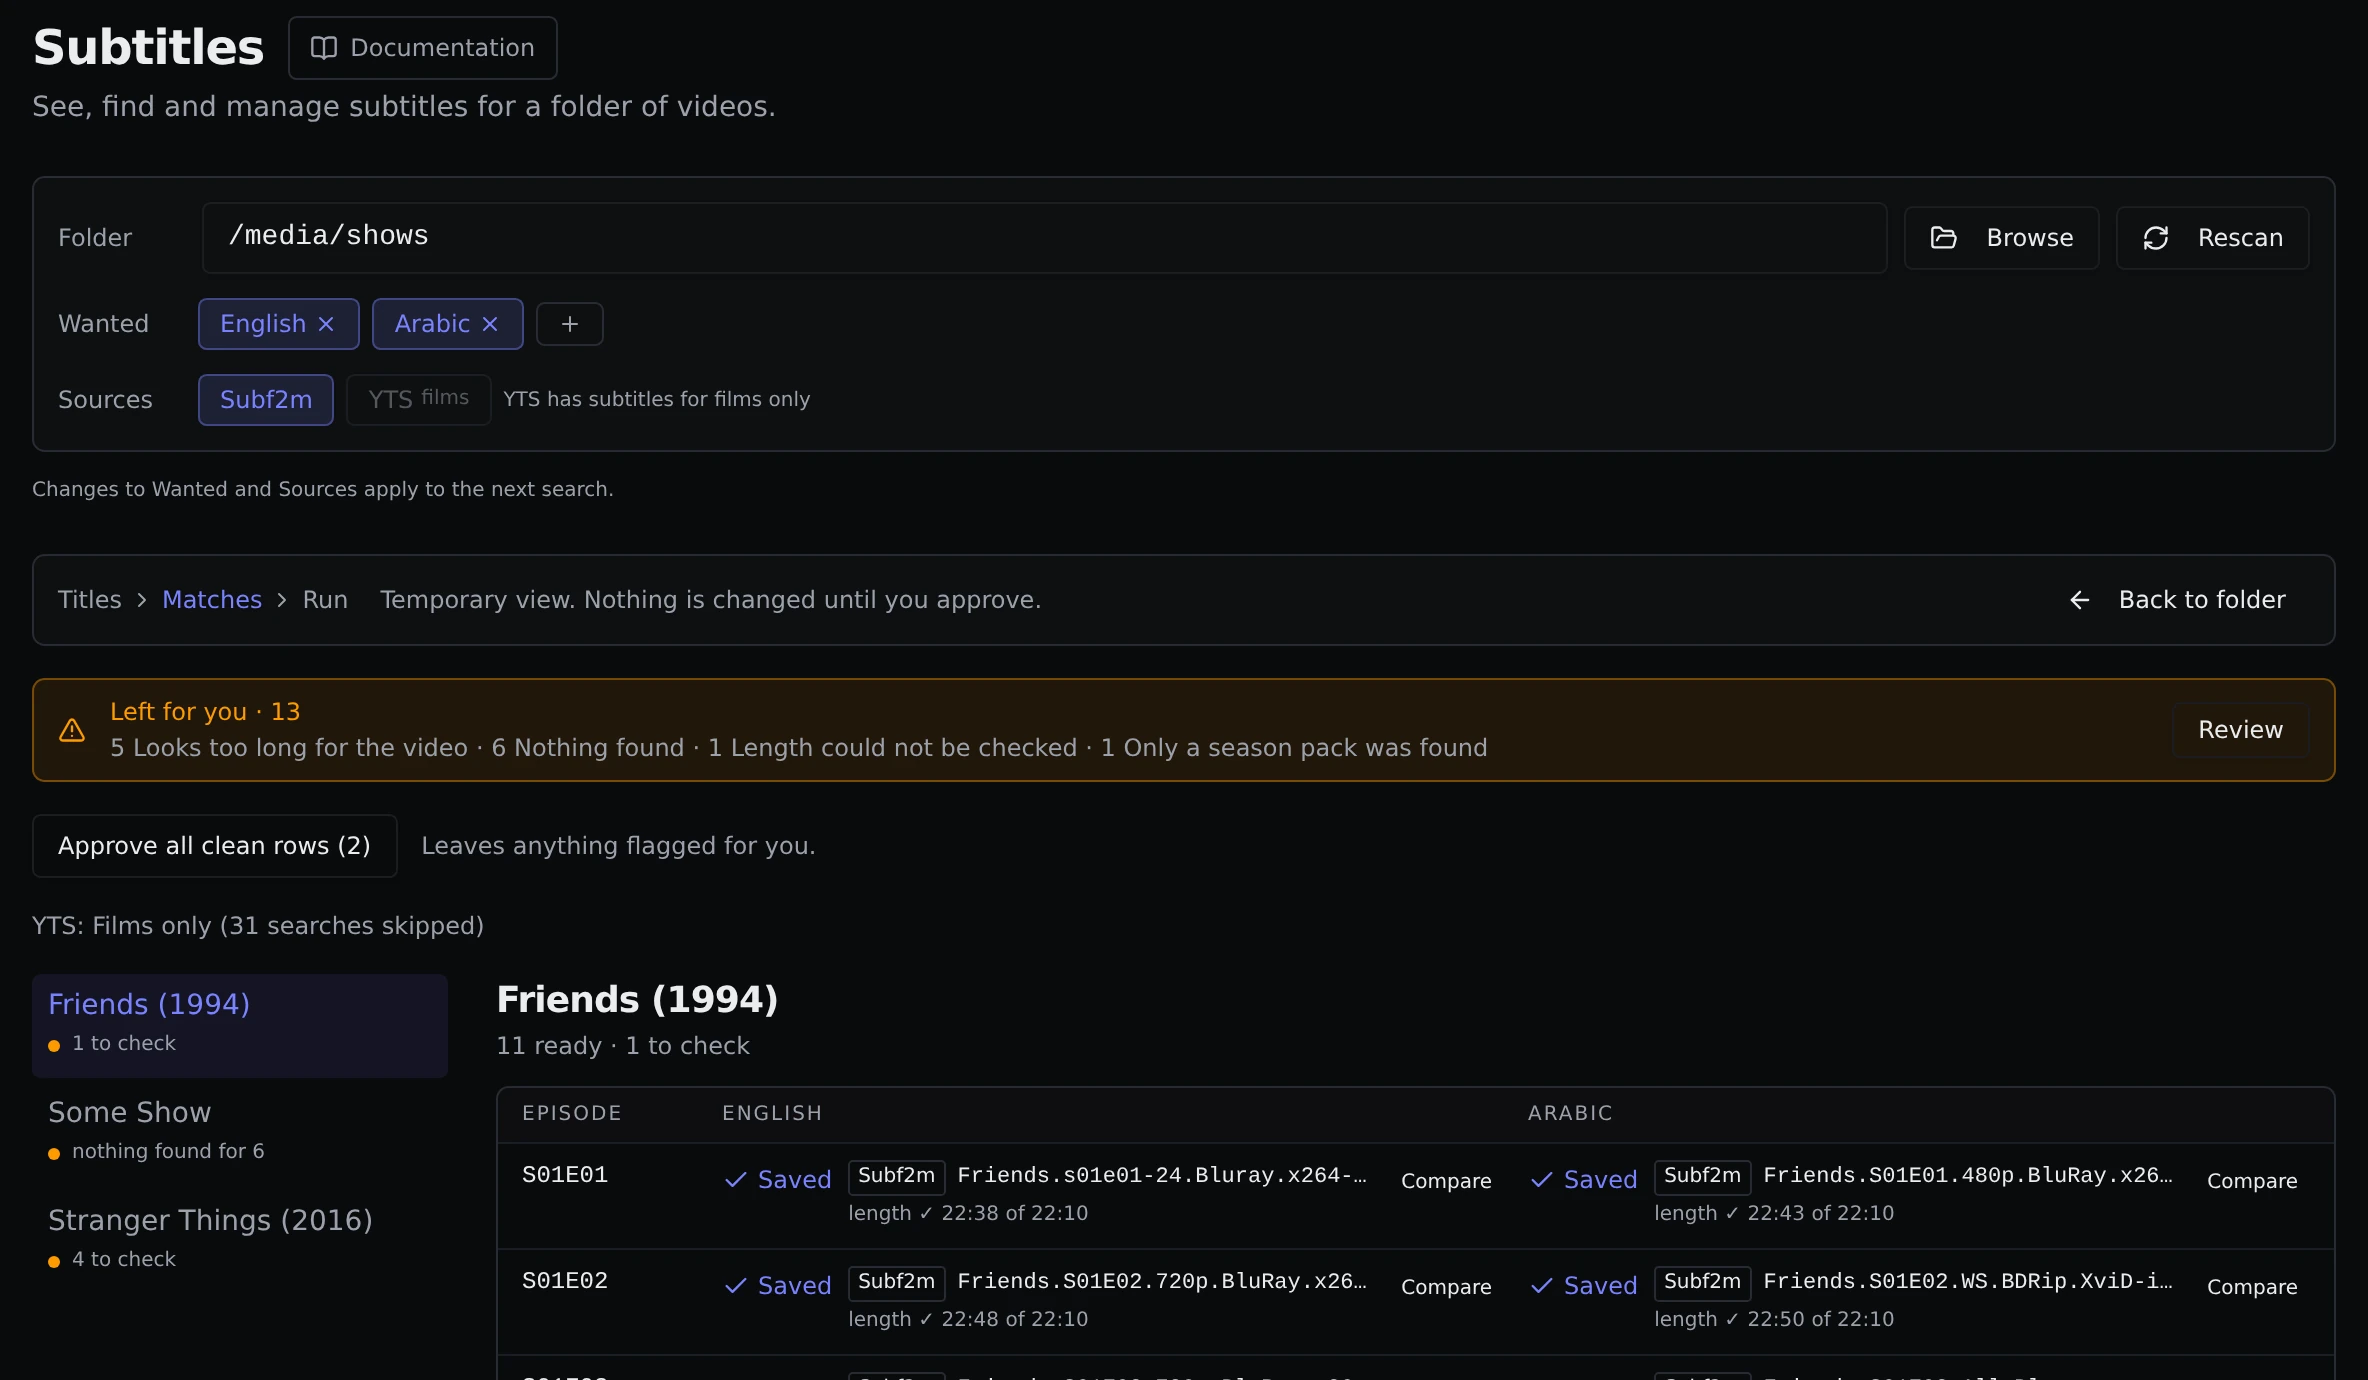 Subtitles
Documentation
See, find and manage subtitles for a folder of videos.
Folder /media/shows Browse Rescan
Wanted English × Arabic × +
Sources Subf2m YTS films YTS has subtitles for films only
Changes to Wanted and Sources apply to the next search.
Titles > Matches > Run Temporary view. Nothing is changed until you approve. ← Back to folder
Left for you · 13
5 Looks too long for the video · 6 Nothing found · 1 Length could not be checked · 1 Only a season pack was found
Review
Approve all clean rows (2) Leaves anything flagged for you.
YTS: Films only (31 searches skipped)
Friends (1994)
1 to check
Some Show
nothing found for 6
Stranger Things (2016)
4 to check
Friends (1994)
11 ready · 1 to check
EPISODE ENGLISH ARABIC
S01E01 ✓ Saved Subf2m Friends.s01e01-24.Bluray.x264-… Compare ✓ Saved Subf2m Friends.S01E01.480p.BluRay.x26… Compare
length ✓ 22:38 of 22:10 length ✓ 22:43 of 22:10
S01E02 ✓ Saved Subf2m Friends.S01E02.720p.BluRay.x26… Compare ✓ Saved Subf2m Friends.S01E02.WS.BDRip.XviD-i… Compare
length ✓ 22:48 of 22:10 length ✓ 22:50 of 22:10